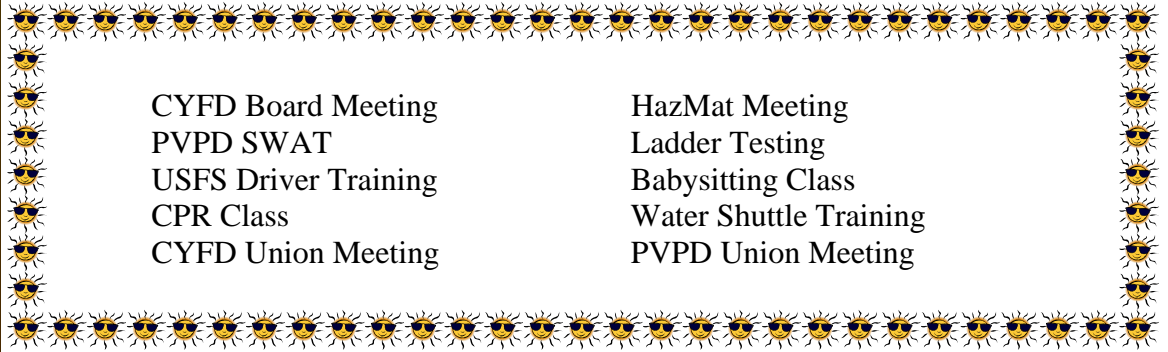 CYFD Board Meeting
PVPD SWAT
USFS Driver Training
CPR Class
CYFD Union Meeting
HazMat Meeting
Ladder Testing
Babysitting Class
Water Shuttle Training
PVPD Union Meeting